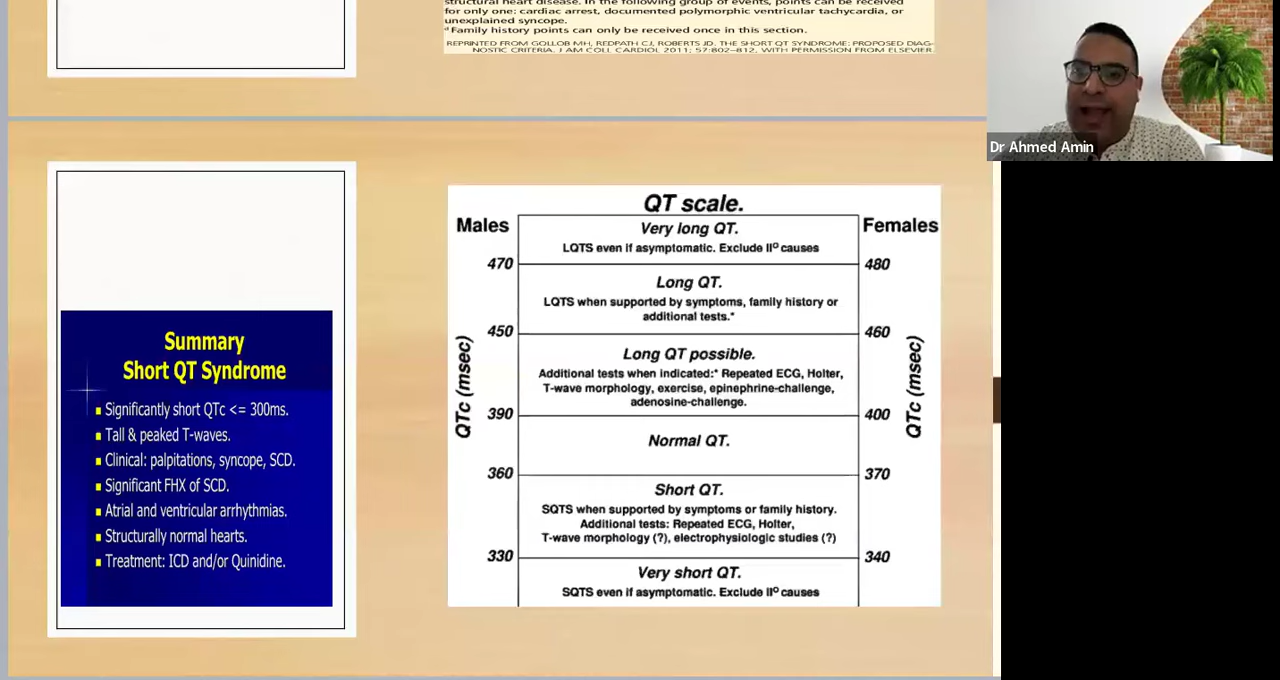 structural heart disease. In the following group of events, points can be received
for only one: cardiac arrest, documented polymorphic ventricular tachycardia, or
unexplained syncope.
d Family history points can only be received once in this section.
REPRINTED FROM GOLLOB MH, REDPATH CJ, ROBERTS JD. THE SHORT QT SYNDROME: PROPOSED DIAG-
NOSTIC CRITERIA. J AM COLL CARDIOL 2011; 57:802–812, WITH PERMISSION FROM ELSEVIER.
Dr Ahmed Amin
Summary
Short QT Syndrome
Significantly short QTc <= 300ms.
Tall & peaked T-waves.
Clinical: palpitations, syncope, SCD.
Significant FHX of SCD.
Atrial and ventricular arrhythmias.
Structurally normal hearts.
Treatment: ICD and/or Quinidine.
QT scale.
Males
Females
Very long QT.
LQTS even if asymptomatic. Exclude IIº causes
470
480
Long QT.
LQTS when supported by symptoms, family history or
additional tests.*
450
460
Long QT possible.
Additional tests when indicated:* Repeated ECG, Holter,
T-wave morphology, exercise, epinephrine-challenge,
adenosine-challenge.
QTc (msec)
QTc (msec)
390
400
Normal QT.
360
370
Short QT.
SQTS when supported by symptoms or family history.
Additional tests: Repeated ECG, Holter,
T-wave morphology (?), electrophysiologic studies (?)
330
340
Very short QT.
SQTS even if asymptomatic. Exclude IIº causes